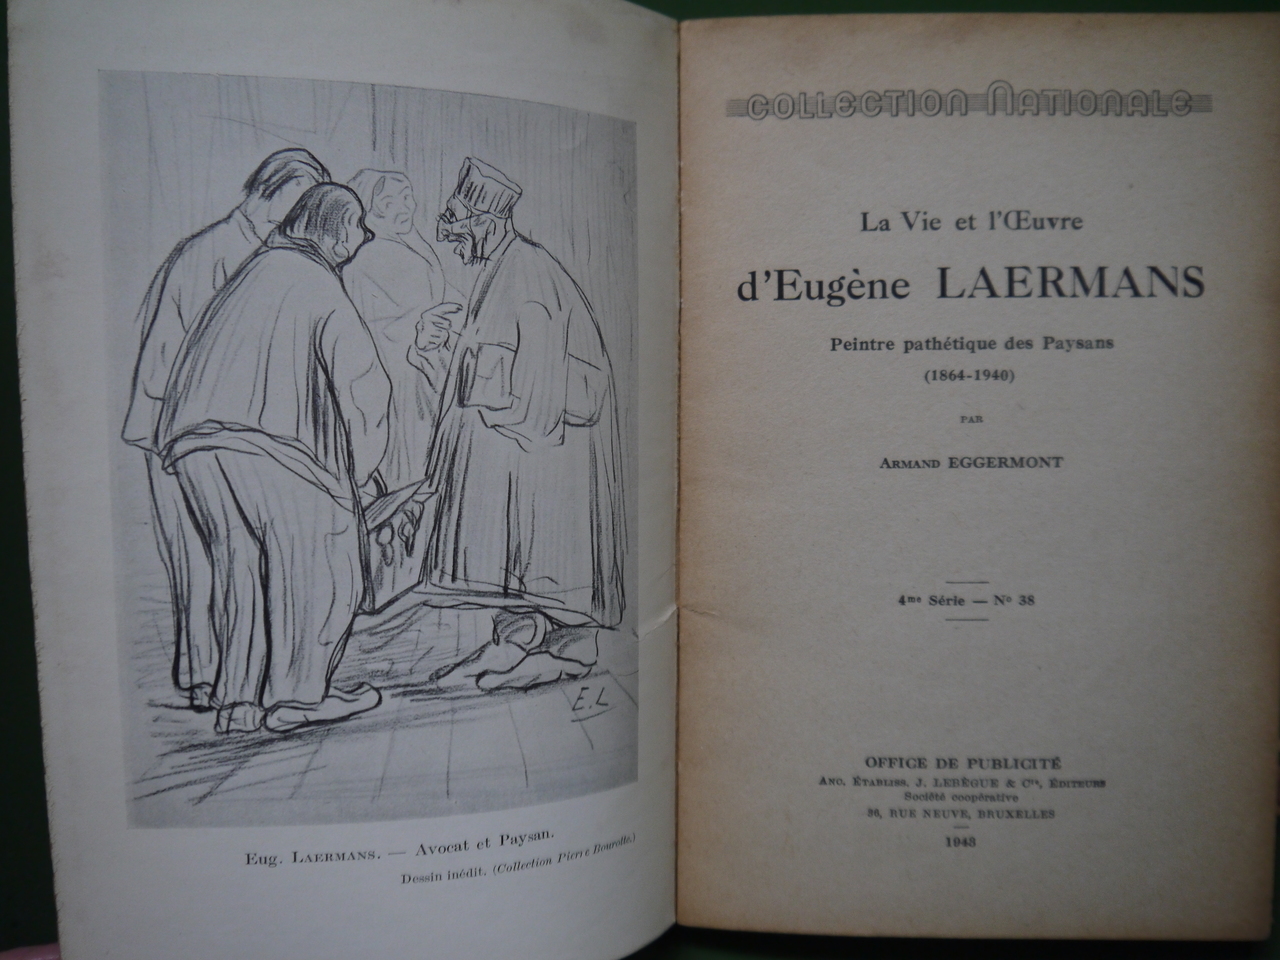 E.L
Eug. LAERMANS. — Avocat et Paysan.
Dessin inédit. (Collection Pierre Bourotte.)
COLLECTION NATIONALE
La Vie et l'Œuvre
d'Eugène LAERMANS
Peintre pathétique des Paysans
(1864-1940)
PAR
ARMAND EGGERMONT
4me Série — No 38
OFFICE DE PUBLICITÉ
ANC. ÉTABLISS. J. LEBÈGUE & Cie, ÉDITEURS
Société coopérative
36, RUE NEUVE, BRUXELLES
1943